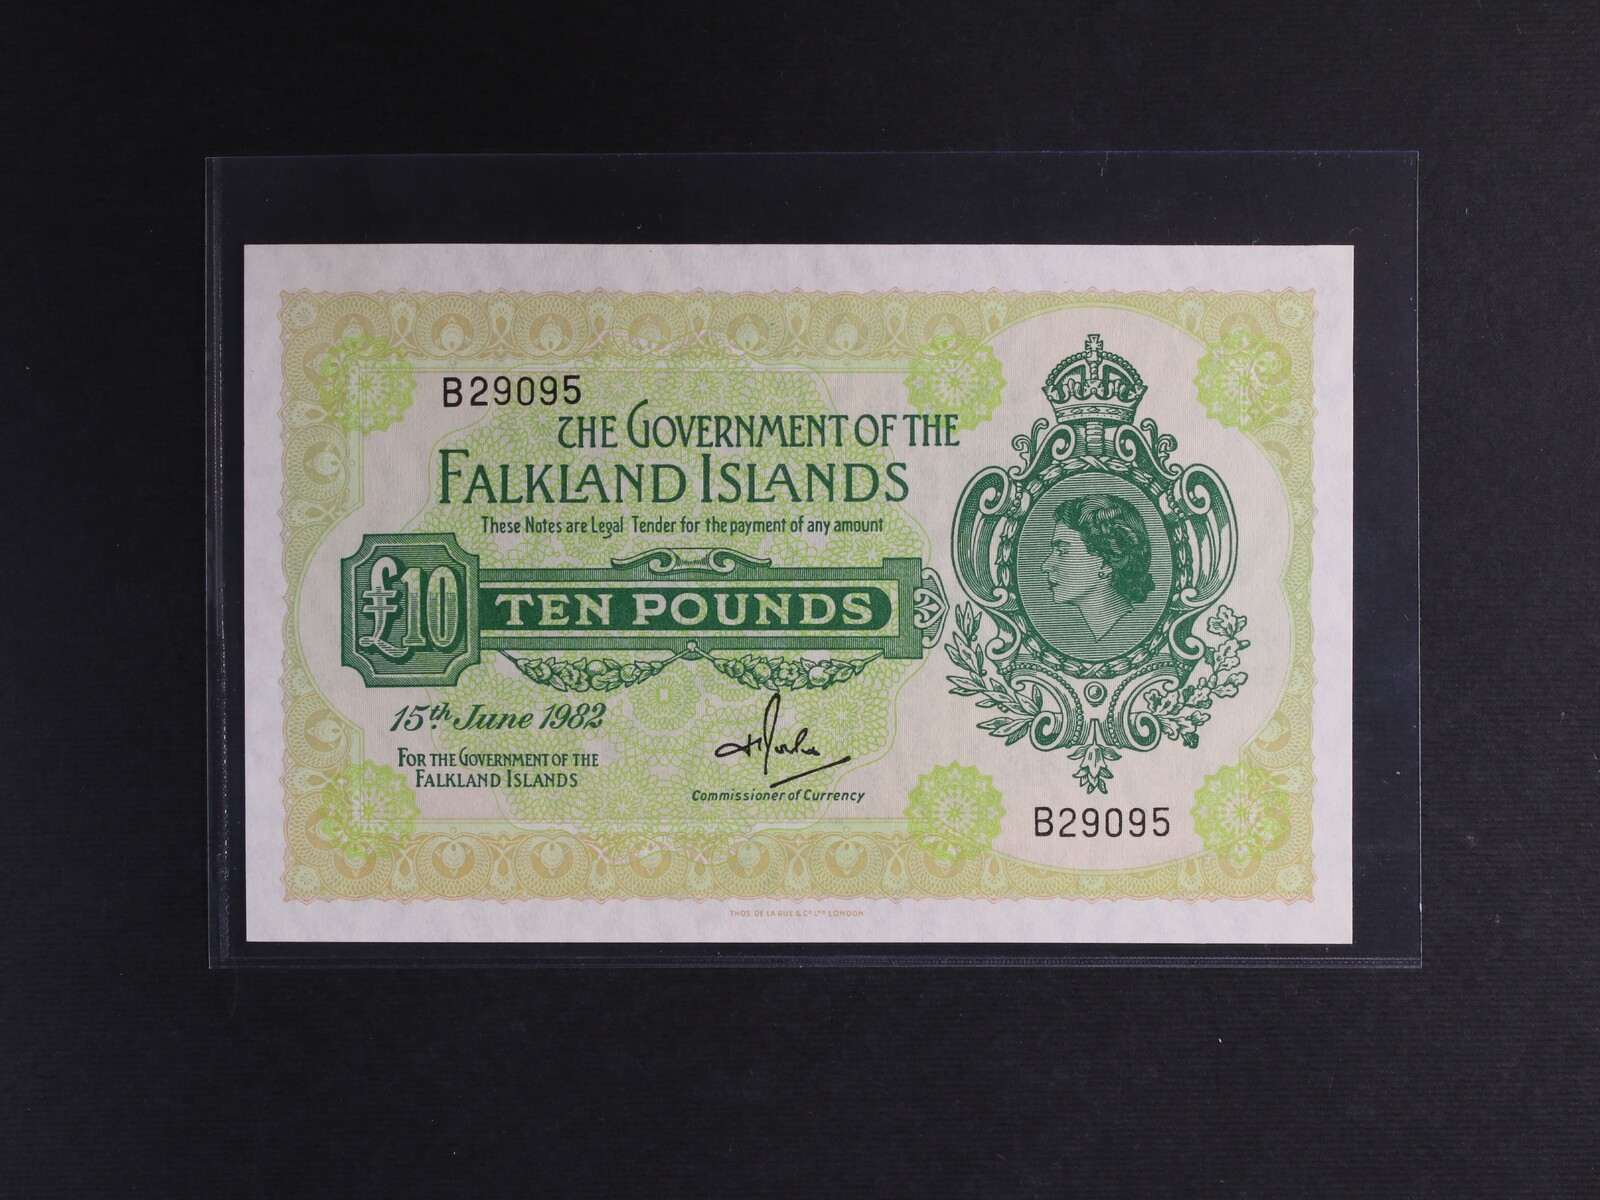 B29095
THE GOVERNMENT OF THE
FALKLAND ISLANDS
These Notes are Legal Tender for the payment of any amount
£10
TEN POUNDS
15th June 1982
FOR THE GOVERNMENT OF THE
FALKLAND ISLANDS
Commissioner of Currency
B29095
THOS DE LA RUE & Co LTD LONDON